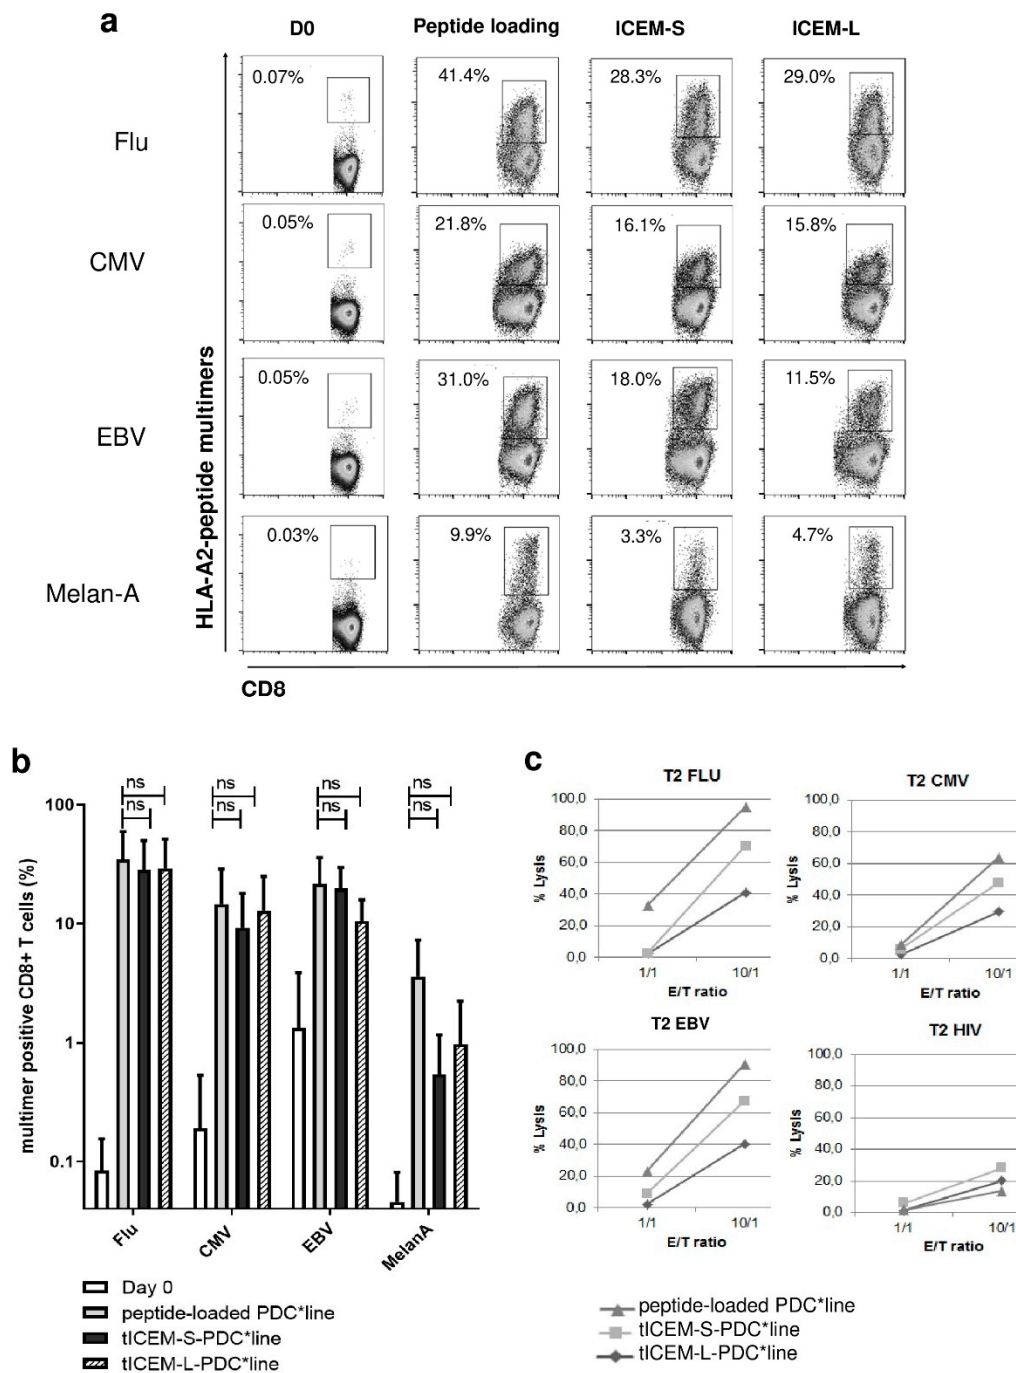 a
D0 Peptide loading ICEM-S ICEM-L
Flu 0.07% 41.4% 28.3% 29.0%
CMV 0.05% 21.8% 16.1% 15.8%
EBV 0.05% 31.0% 18.0% 11.5%
Melan-A 0.03% 9.9% 3.3% 4.7%
HLA-A2-peptide multimers
CD8
b
ns ns ns ns
ns ns ns ns
100
10
1
0.1
multimer positive CD8+ T cells (%)
Flu CMV EBV MelanA
Day 0
peptide-loaded PDC*line
tICEM-S-PDC*line
tICEM-L-PDC*line
c
T2 FLU
100,0
80,0
60,0
40,0
20,0
0,0
% Lysis
1/1 10/1
E/T ratio
T2 CMV
100,0
80,0
60,0
40,0
20,0
0,0
% Lysis
1/1 10/1
E/T ratio
T2 EBV
100,0
80,0
60,0
40,0
20,0
0,0
% Lysis
1/1 10/1
E/T ratio
T2 HIV
100,0
80,0
60,0
40,0
20,0
0,0
% Lysis
1/1 10/1
E/T ratio
peptide-loaded PDC*line
tICEM-S-PDC*line
tICEM-L-PDC*line